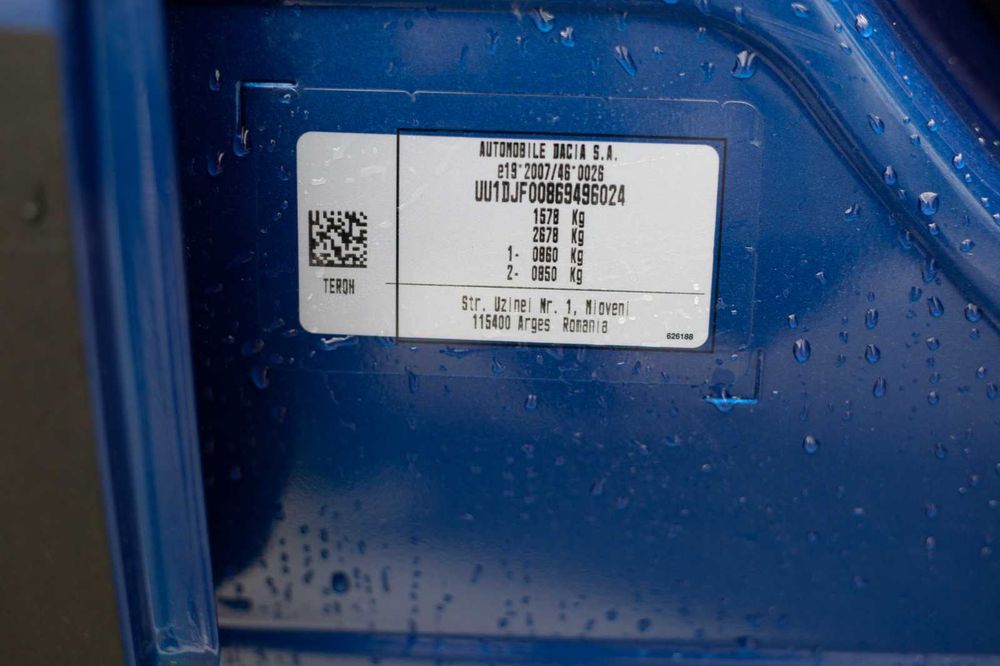 AUTOMOBILE DACIA S.A.
e19*2007/46*0026
UU1DJF00869496024
1578 Kg
2678 Kg
1- 0860 Kg
2- 0850 Kg
TERQH
Str. Uzinei Nr. 1, Mioveni
115400 Arges Romania
626188